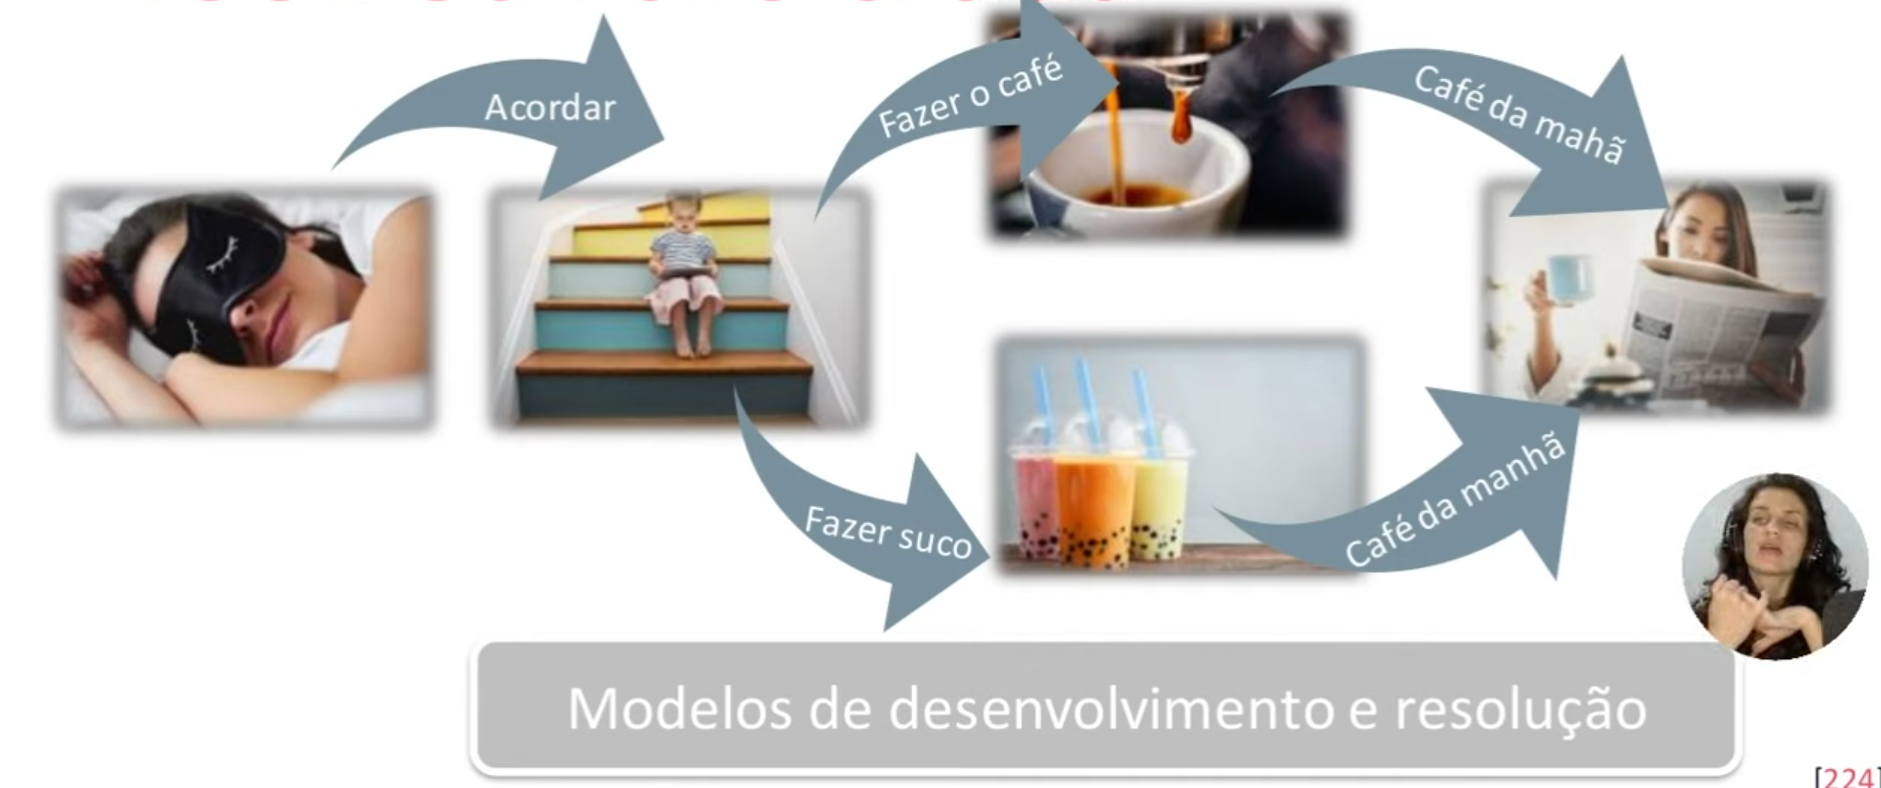 Acordar
Fazer o café
Café da mahã
Fazer suco
Café da manhã
Modelos de desenvolvimento e resolução
[224]